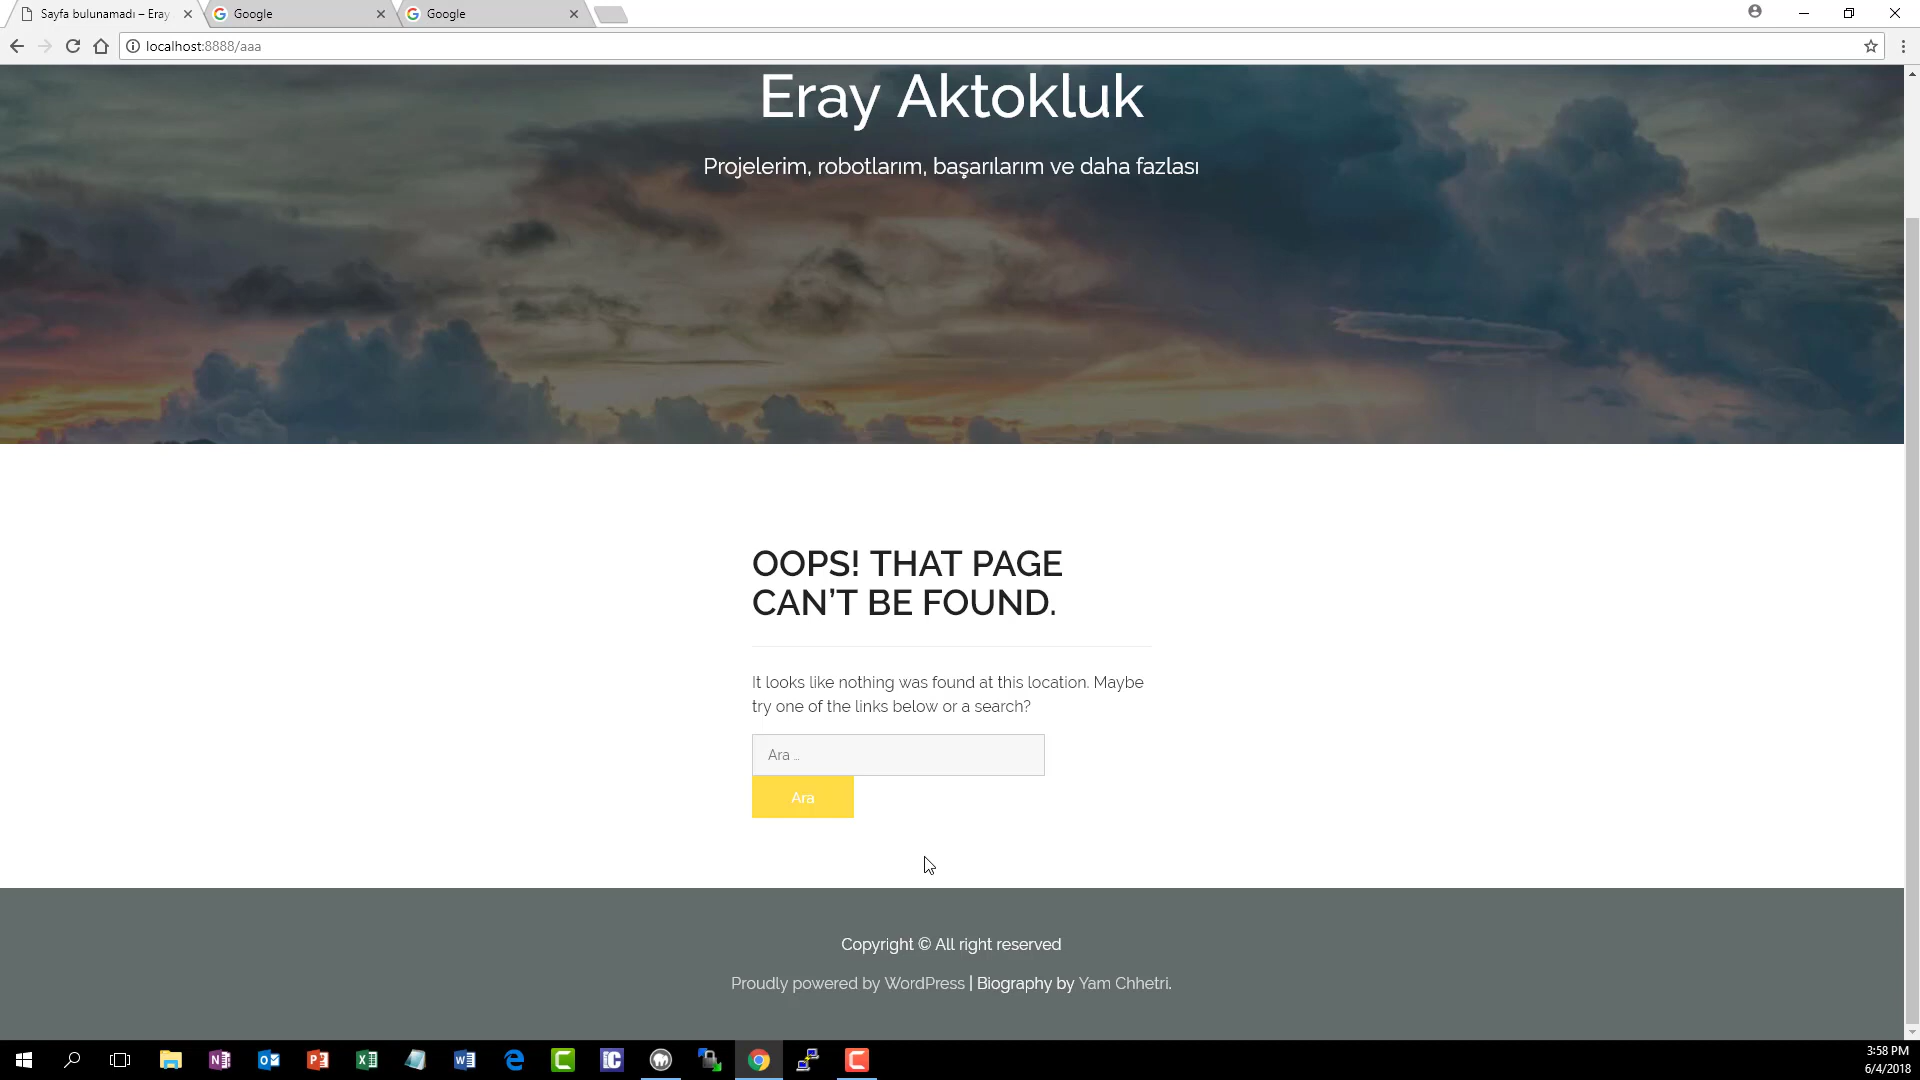 Sayfa bulunamadı – Eray
Google
Google
localhost:8888/aaa
Eray Aktokluk
Projelerim, robotlarım, başarılarım ve daha fazlası
OOPS! THAT PAGE
CAN’T BE FOUND.
It looks like nothing was found at this location. Maybe
try one of the links below or a search?
Ara …
Ara
Copyright © All right reserved
Proudly powered by WordPress | Biography by Yam Chhetri.
3:58 PM
6/4/2018